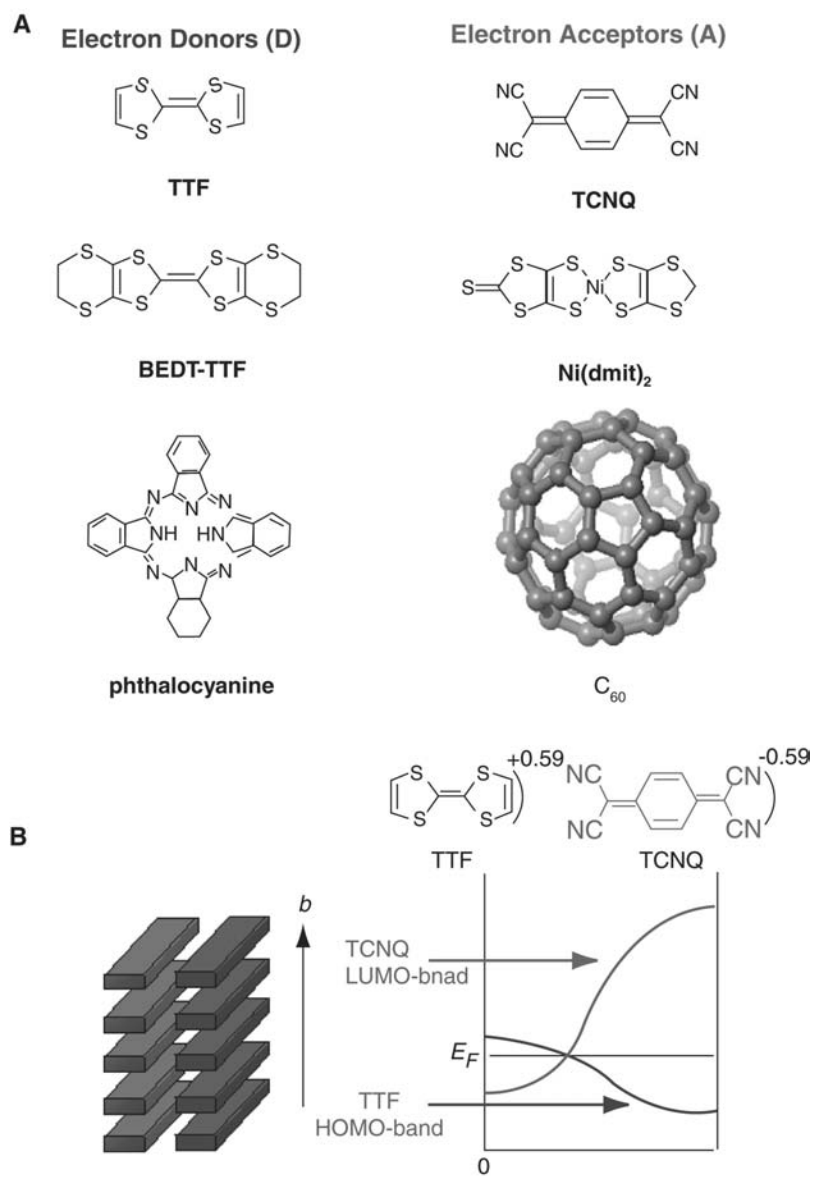 A
Electron Donors (D)
Electron Acceptors (A)
S S
S S
TTF
NC CN
NC CN
TCNQ
S S S S
S S S S
BEDT-TTF
S S S S
S Ni
S S S S
Ni(dmit)2
N N N
NH HN
N N N
phthalocyanine
C60
S S +0.59
S S
TTF
NC CN -0.59
NC CN
TCNQ
B
b
TCNQ
LUMO-bnad
EF
TTF
HOMO-band
0